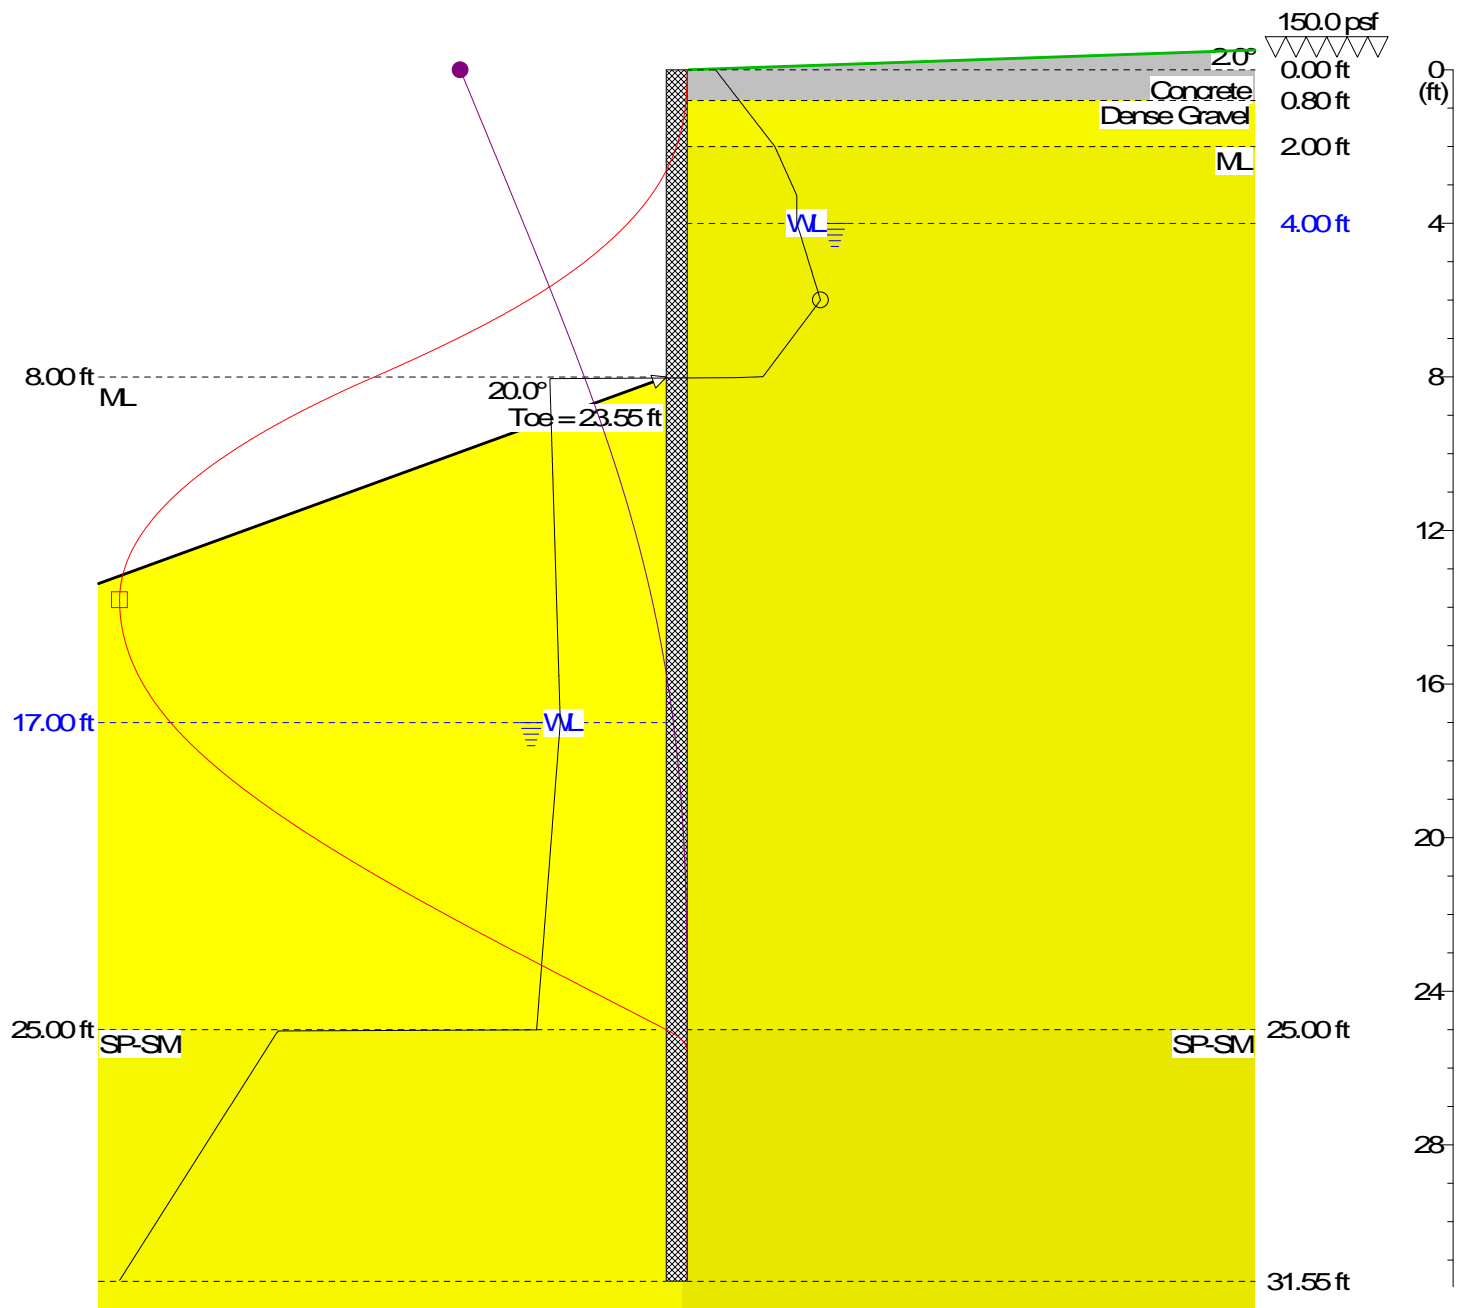 150.0 psf
2.0°
0.00 ft
0
(ft)
Concrete
0.80 ft
Dense Gravel
2.00 ft
ML
WL
4.00 ft
4
8.00 ft
ML
20.0°
Toe = 23.55 ft
8
12
16
17.00 ft
WL
20
24
25.00 ft
SP-SM
SP-SM
25.00 ft
28
31.55 ft